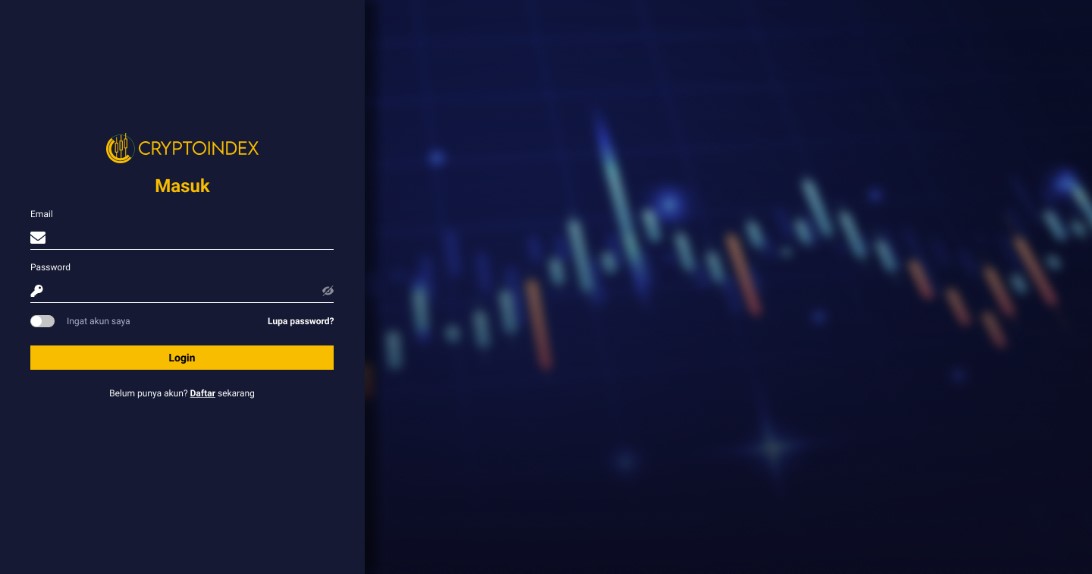 CRYPTOINDEX
Masuk
Email
Password
Ingat akun saya
Lupa password?
Login
Belum punya akun? Daftar sekarang